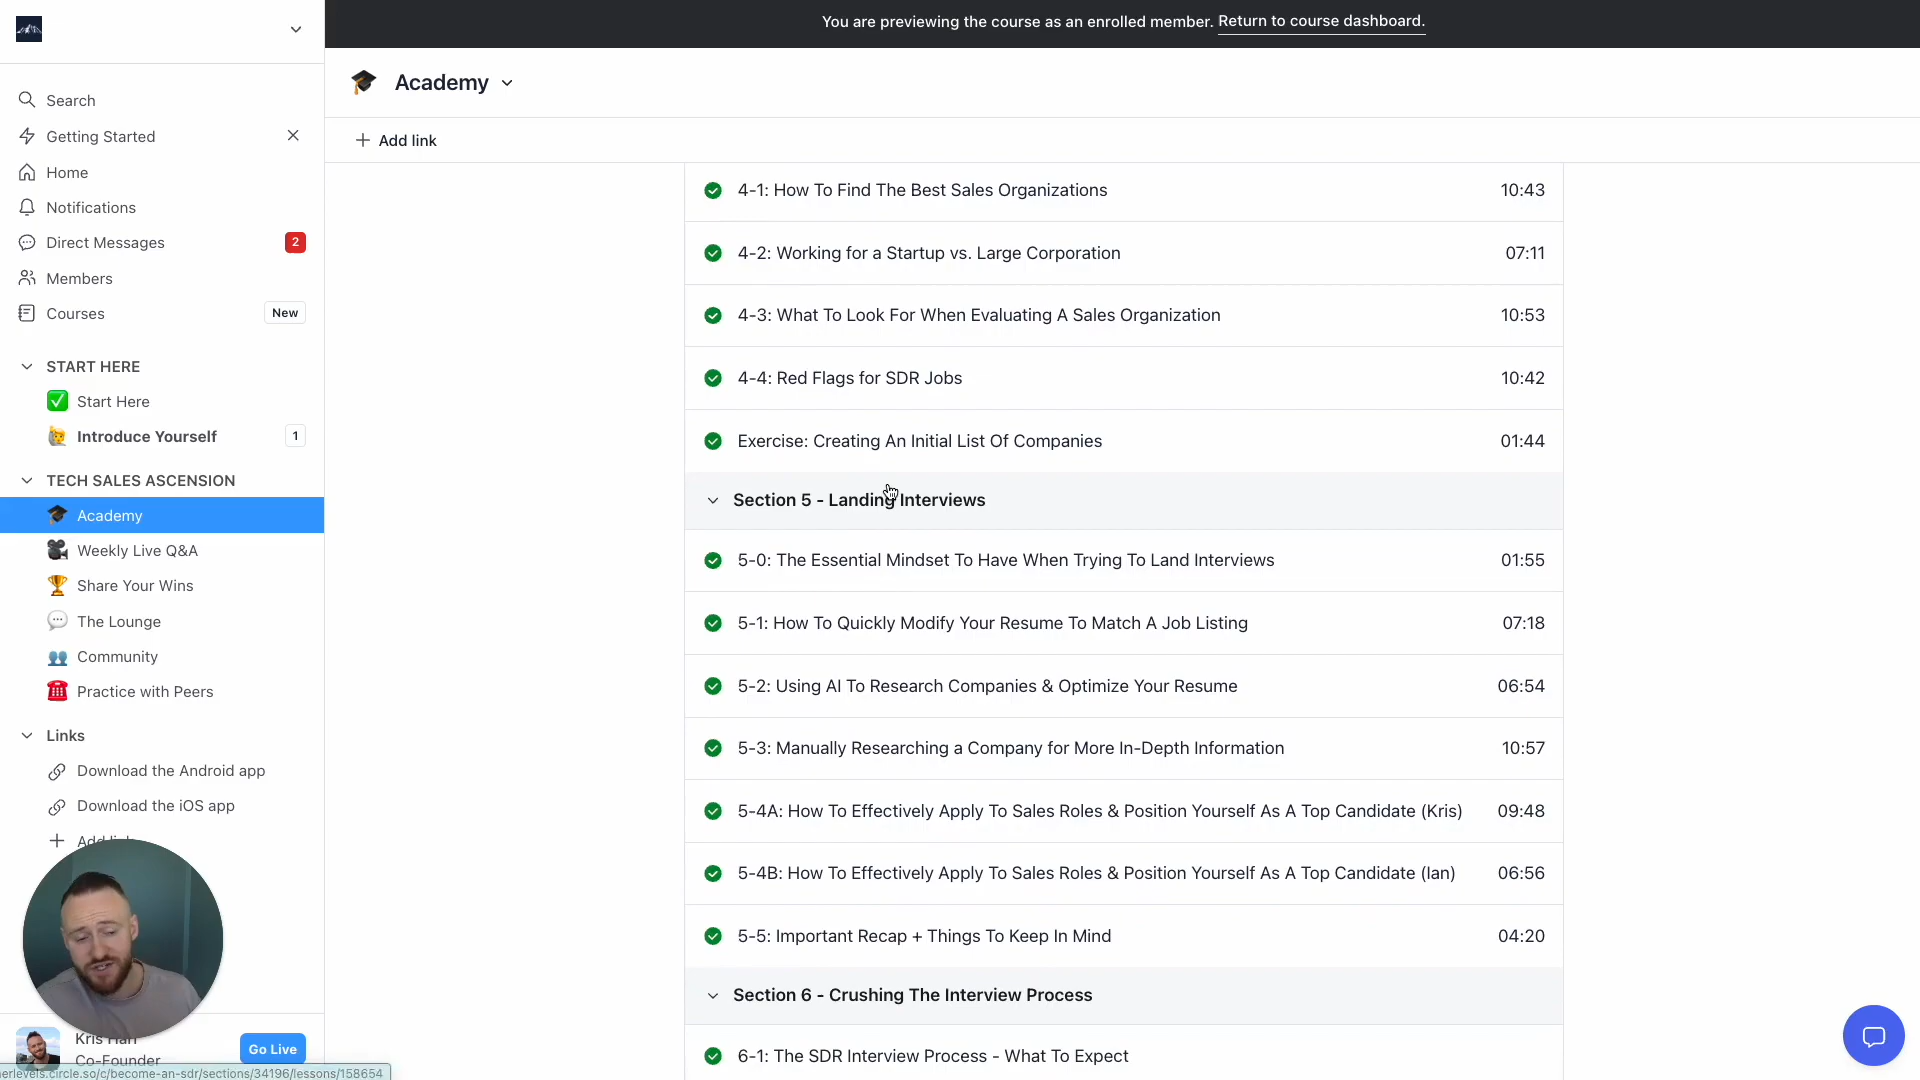 You are previewing the course as an enrolled member. Return to course dashboard.
Search
Getting Started
Home
Notifications
Direct Messages 2
Members
Courses New
START HERE
Start Here
Introduce Yourself 1
TECH SALES ASCENSION
Academy
Weekly Live Q&A
Share Your Wins
The Lounge
Community
Practice with Peers
Links
Download the Android app
Download the iOS app
Kris
Co-Founder
Go Live
Academy
Add link
4-1: How To Find The Best Sales Organizations 10:43
4-2: Working for a Startup vs. Large Corporation 07:11
4-3: What To Look For When Evaluating A Sales Organization 10:53
4-4: Red Flags for SDR Jobs 10:42
Exercise: Creating An Initial List Of Companies 01:44
Section 5 - Landing Interviews
5-0: The Essential Mindset To Have When Trying To Land Interviews 01:55
5-1: How To Quickly Modify Your Resume To Match A Job Listing 07:18
5-2: Using AI To Research Companies & Optimize Your Resume 06:54
5-3: Manually Researching a Company for More In-Depth Information 10:57
5-4A: How To Effectively Apply To Sales Roles & Position Yourself As A Top Candidate (Kris) 09:48
5-4B: How To Effectively Apply To Sales Roles & Position Yourself As A Top Candidate (Ian) 06:56
5-5: Important Recap + Things To Keep In Mind 04:20
Section 6 - Crushing The Interview Process
6-1: The SDR Interview Process - What To Expect
herlevels.circle.so/c/become-an-sdr/sections/34196/lessons/158654